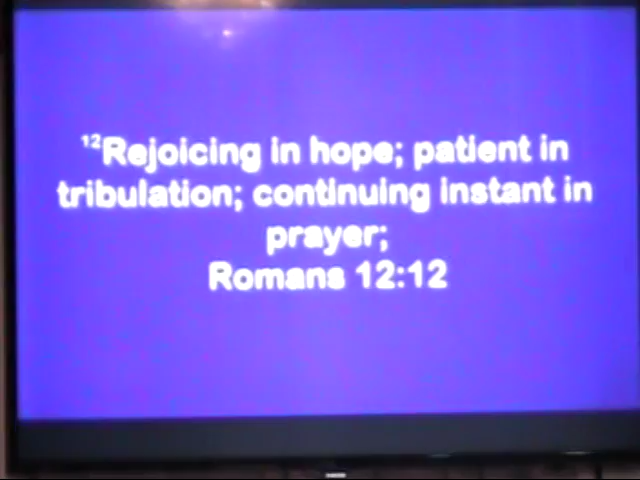 12Rejoicing in hope; patient in
tribulation; continuing instant in
prayer;
Romans 12:12